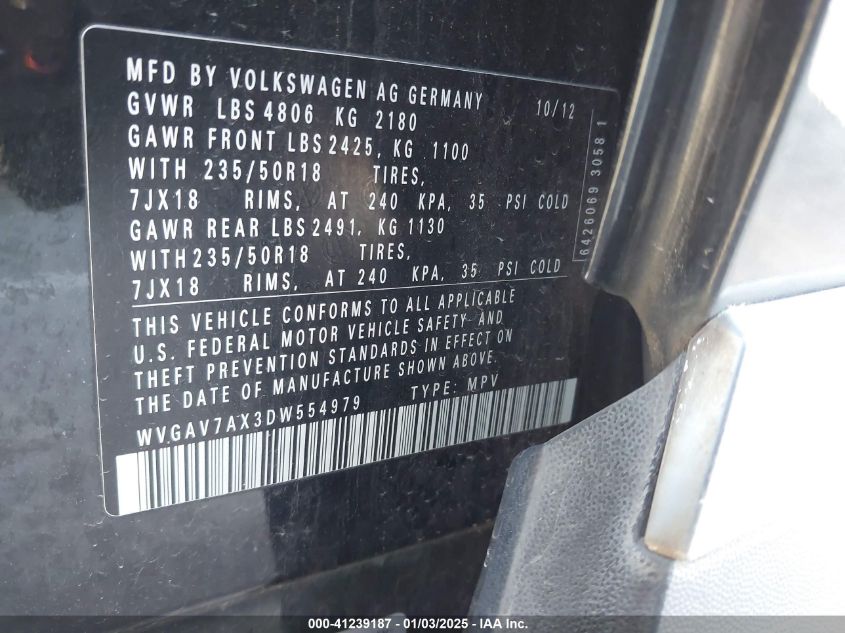 MFD BY VOLKSWAGEN AG GERMANY 10/12
GVWR LBS 4806 KG 2180
GAWR FRONT LBS 2425, KG 1100
WITH 235/50R18 TIRES,
7JX18 RIMS, AT 240 KPA, 35 PSI COLD
GAWR REAR LBS 2491, KG 1130
WITH 235/50R18 TIRES,
7JX18 RIMS, AT 240 KPA, 35 PSI COLD
THIS VEHICLE CONFORMS TO ALL APPLICABLE
U.S. FEDERAL MOTOR VEHICLE SAFETY AND
THEFT PREVENTION STANDARDS IN EFFECT ON
THE DATE OF MANUFACTURE SHOWN ABOVE.
WVGAV7AX3DW554979 TYPE: MPV
6426069 3058 1
000-41239187 - 01/03/2025 - IAA, Inc.